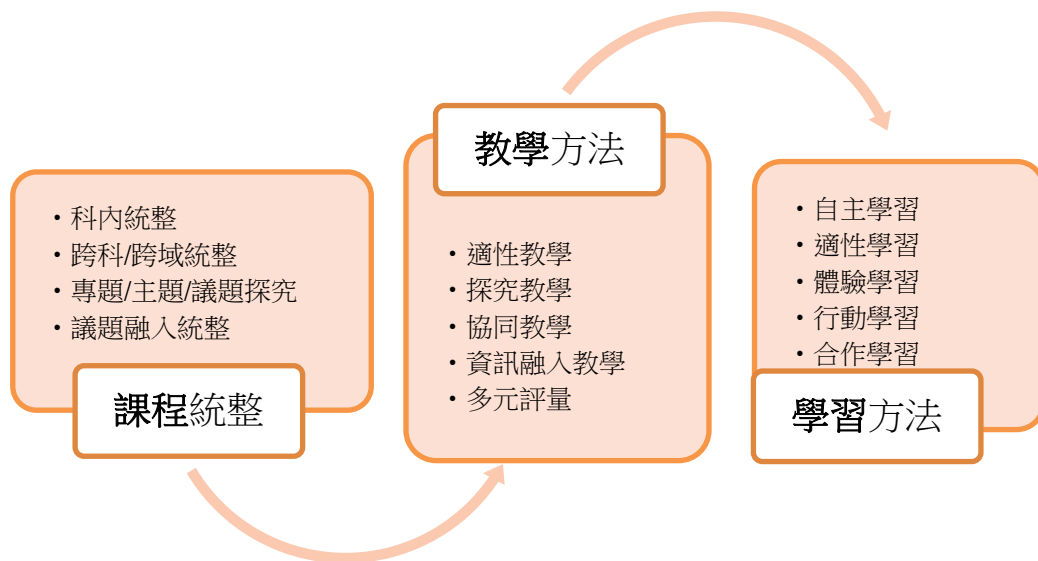 ・科內統整
・跨科/跨域統整
・專題/主題/議題探究
・議題融入統整
課程統整
教學方法
・適性教學
・探究教學
・協同教學
・資訊融入教學
・多元評量
・自主學習
・適性學習
・體驗學習
・行動學習
・合作學習
學習方法